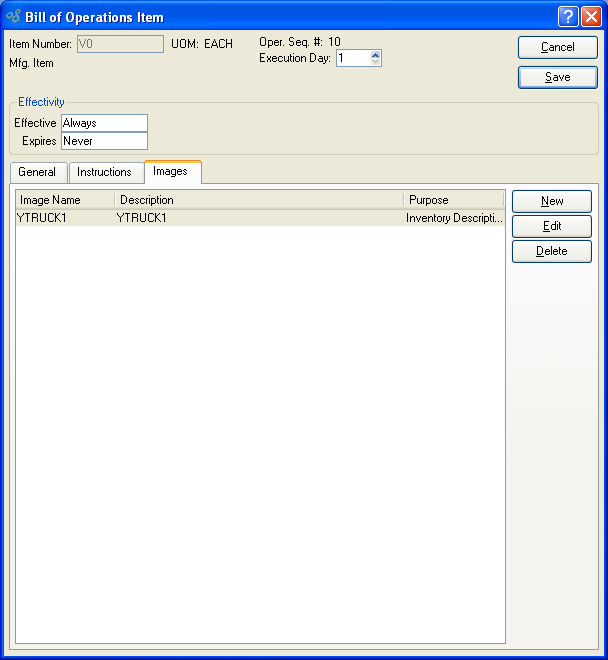 Bill of Operations Item
?
Item Number: V0 UOM: EACH Oper. Seq. #: 10
Execution Day: 1
Mfg. Item
Cancel
Save
Effectivity
Effective Always
Expires Never
General Instructions Images
Image Name Description Purpose
YTRUCK1 YTRUCK1 Inventory Descripti...
New
Edit
Delete